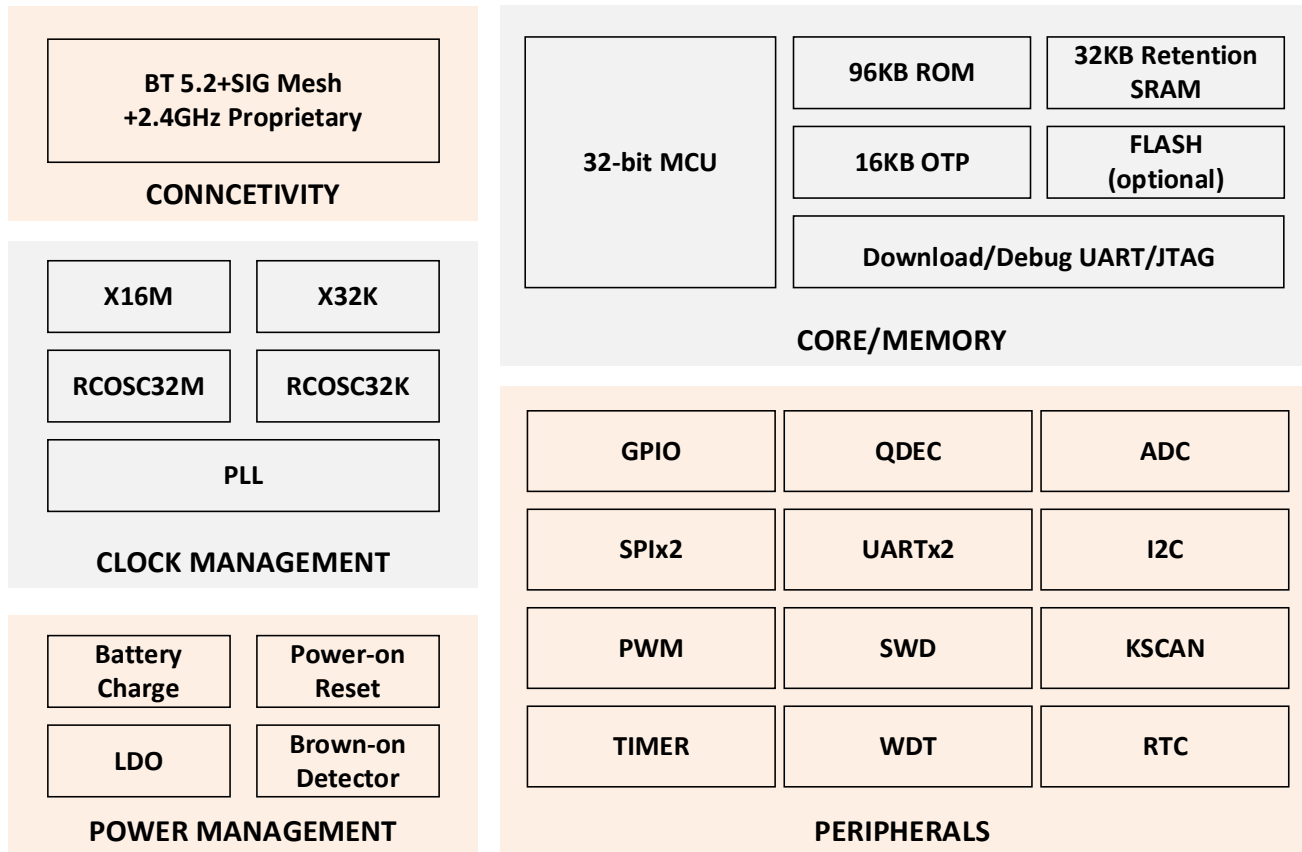 BT 5.2+SIG Mesh
+2.4GHz Proprietary
CONNCETIVITY
X16M
X32K
RCOSC32M
RCOSC32K
PLL
CLOCK MANAGEMENT
Battery
Charge
Power-on
Reset
LDO
Brown-on
Detector
POWER MANAGEMENT
32-bit MCU
96KB ROM
32KB Retention
SRAM
16KB OTP
FLASH
(optional)
Download/Debug UART/JTAG
CORE/MEMORY
GPIO
QDEC
ADC
SPIx2
UARTx2
I2C
PWM
SWD
KSCAN
TIMER
WDT
RTC
PERIPHERALS